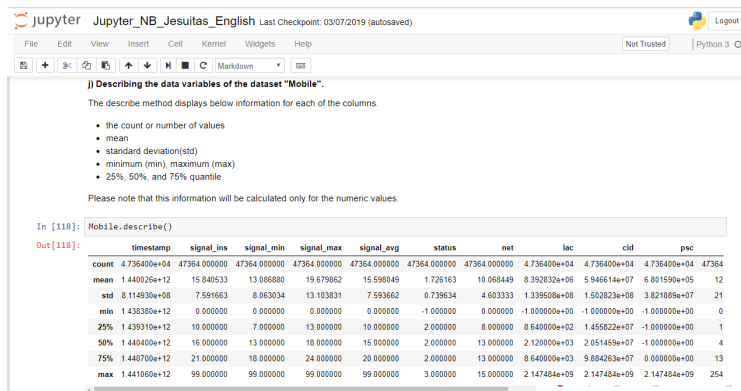 jupyter Jupyter_NB_Jesuitas_English Last Checkpoint: 03/07/2019 (autosaved) Logout
File Edit View Insert Cell Kernel Widgets Help Not Trusted Python 3 O
Markdown
j) Describing the data variables of the dataset "Mobile".
The describe method displays below information for each of the columns.
• the count or number of values
• mean
• standard deviation(std)
• minimum (min), maximum (max)
• 25%, 50%, and 75% quantile
Please note that this information will be calculated only for the numeric values.
In [118]: Mobile.describe()
Out[118]:
timestamp signal_ins signal_min signal_max signal_avg status net lac cid psc
count 4.736400e+04 47364.000000 47364.000000 47364.000000 47364.000000 47364.000000 47364.000000 4.736400e+04 4.736400e+04 4.736400e+04 47364
mean 1.440026e+12 15.840533 13.086880 19.679862 15.598049 1.726163 10.068449 8.392832e+06 5.946614e+07 6.801590e+05 12
std 8.114930e+08 7.591663 8.063034 13.103831 7.593662 0.739634 4.603333 1.339508e+08 1.502823e+08 3.821089e+07 21
min 1.438380e+12 0.000000 0.000000 0.000000 0.000000 -1.000000 0.000000 -1.000000e+00 -1.000000e+00 -1.000000e+00 0
25% 1.439310e+12 10.000000 7.000000 13.000000 10.000000 2.000000 8.000000 8.640000e+02 1.455822e+07 -1.000000e+00 1
50% 1.440400e+12 16.000000 13.000000 18.000000 15.000000 2.000000 13.000000 2.120000e+03 2.051459e+07 -1.000000e+00 4
75% 1.440700e+12 21.000000 18.000000 24.000000 20.000000 2.000000 13.000000 8.640000e+03 9.884263e+07 0.000000e+00 13
max 1.441060e+12 99.000000 99.000000 99.000000 99.000000 3.000000 15.000000 2.147484e+09 2.147484e+09 2.147484e+09 254